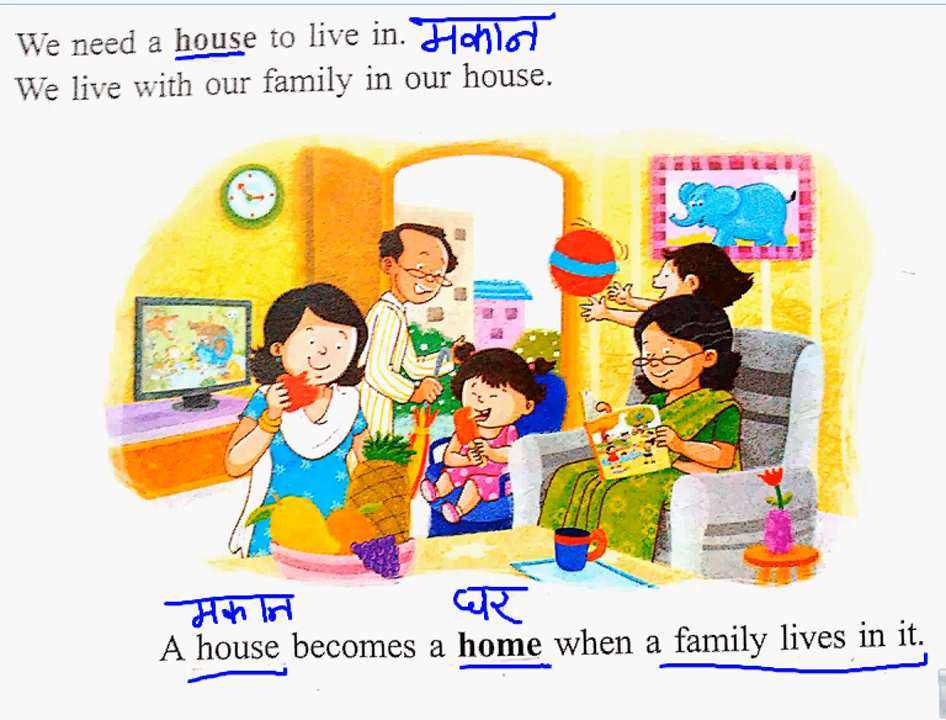 We need a house to live in. मकान
We live with our family in our house.
मकान घर
A house becomes a home when a family lives in it.